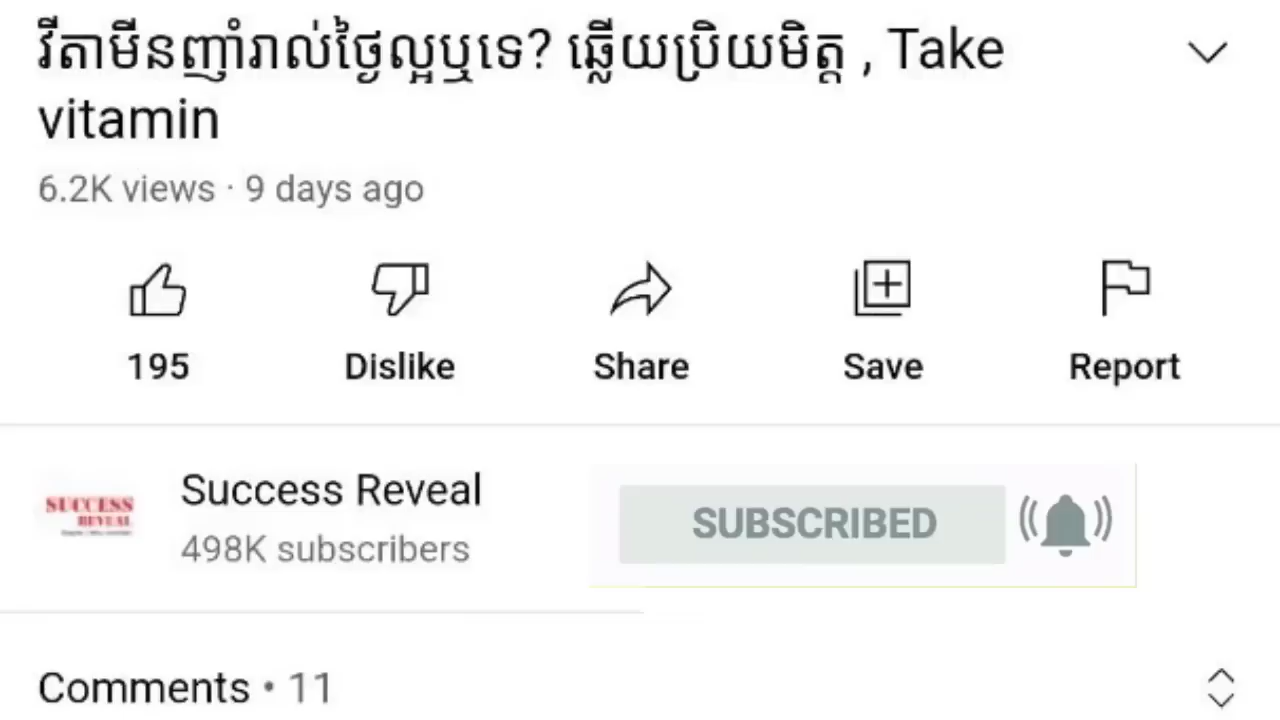 វីតាមីនញ៉ាំរាល់ថ្ងៃល្អឬទេ? ឆ្លើយប្រិយមិត្ត , Take
vitamin
6.2K views · 9 days ago
195 Dislike Share Save Report
SUCCESS
REVEAL
Success Reveal
498K subscribers
SUBSCRIBED
Comments • 11